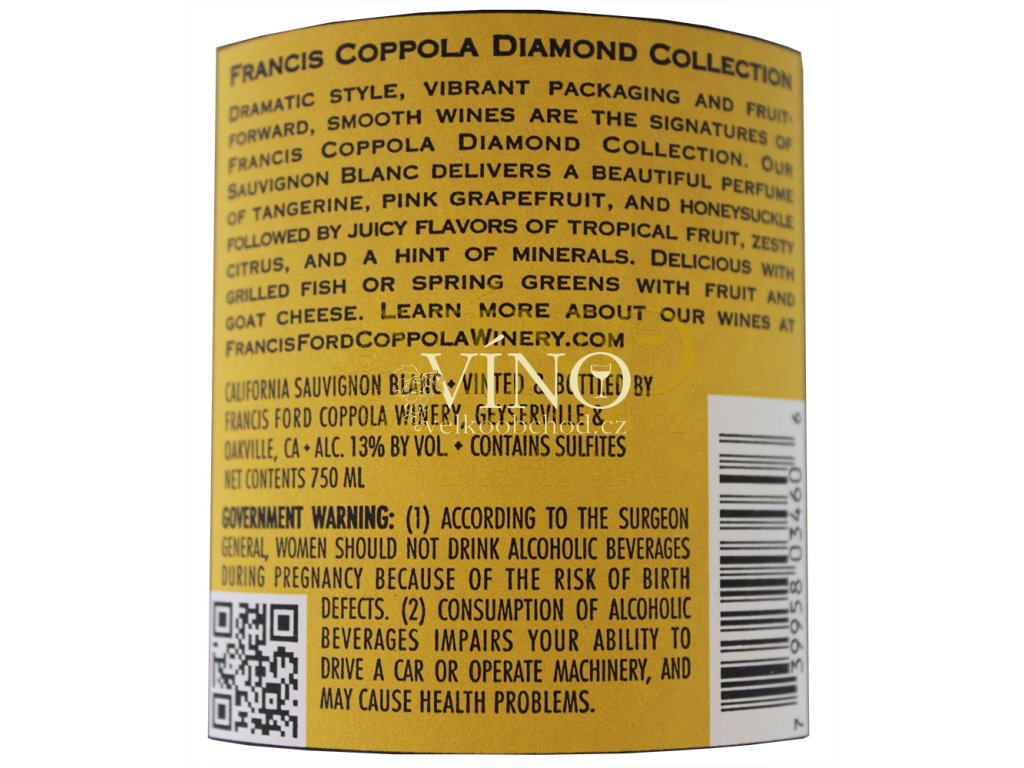 FRANCIS COPPOLA DIAMOND COLLECTION
DRAMATIC STYLE, VIBRANT PACKAGING AND FRUIT-
FORWARD, SMOOTH WINES ARE THE SIGNATURES OF
FRANCIS COPPOLA DIAMOND COLLECTION. OUR
SAUVIGNON BLANC DELIVERS A BEAUTIFUL PERFUME
OF TANGERINE, PINK GRAPEFRUIT, AND HONEYSUCKLE
FOLLOWED BY JUICY FLAVORS OF TROPICAL FRUIT, ZESTY
CITRUS, AND A HINT OF MINERALS. DELICIOUS WITH
GRILLED FISH OR SPRING GREENS WITH FRUIT AND
GOAT CHEESE. LEARN MORE ABOUT OUR WINES AT
FRANCISFORDCOPPOLAWINERY.COM
VÍNO
velkoobchod.cz
CALIFORNIA SAUVIGNON BLANC • VINTED & BOTTLED BY
FRANCIS FORD COPPOLA WINERY, GEYSERVILLE &
OAKVILLE, CA • ALC. 13% BY VOL. • CONTAINS SULFITES
NET CONTENTS 750 ML
GOVERNMENT WARNING: (1) ACCORDING TO THE SURGEON
GENERAL, WOMEN SHOULD NOT DRINK ALCOHOLIC BEVERAGES
DURING PREGNANCY BECAUSE OF THE RISK OF BIRTH
DEFECTS. (2) CONSUMPTION OF ALCOHOLIC
BEVERAGES IMPAIRS YOUR ABILITY TO
DRIVE A CAR OR OPERATE MACHINERY, AND
MAY CAUSE HEALTH PROBLEMS.
7 39958 03460 6